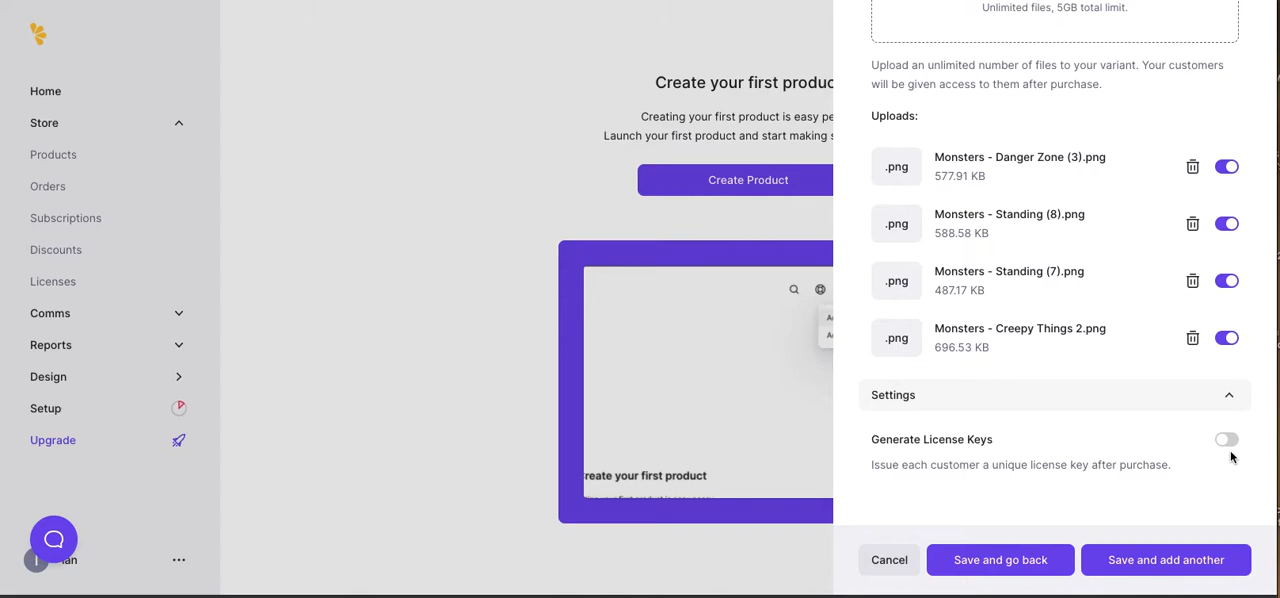 Home
Store
Products
Orders
Subscriptions
Discounts
Licenses
Comms
Reports
Design
Setup
Upgrade
Create your first produc
Creating your first product is easy pe
Launch your first product and start making s
Create Product
reate your first product
Unlimited files, 5GB total limit.
Upload an unlimited number of files to your variant. Your customers
will be given access to them after purchase.
Uploads:
.png
Monsters - Danger Zone (3).png
577.91 KB
.png
Monsters - Standing (8).png
588.58 KB
.png
Monsters - Standing (7).png
487.17 KB
.png
Monsters - Creepy Things 2.png
696.53 KB
Settings
Generate License Keys
Issue each customer a unique license key after purchase.
Cancel
Save and go back
Save and add another